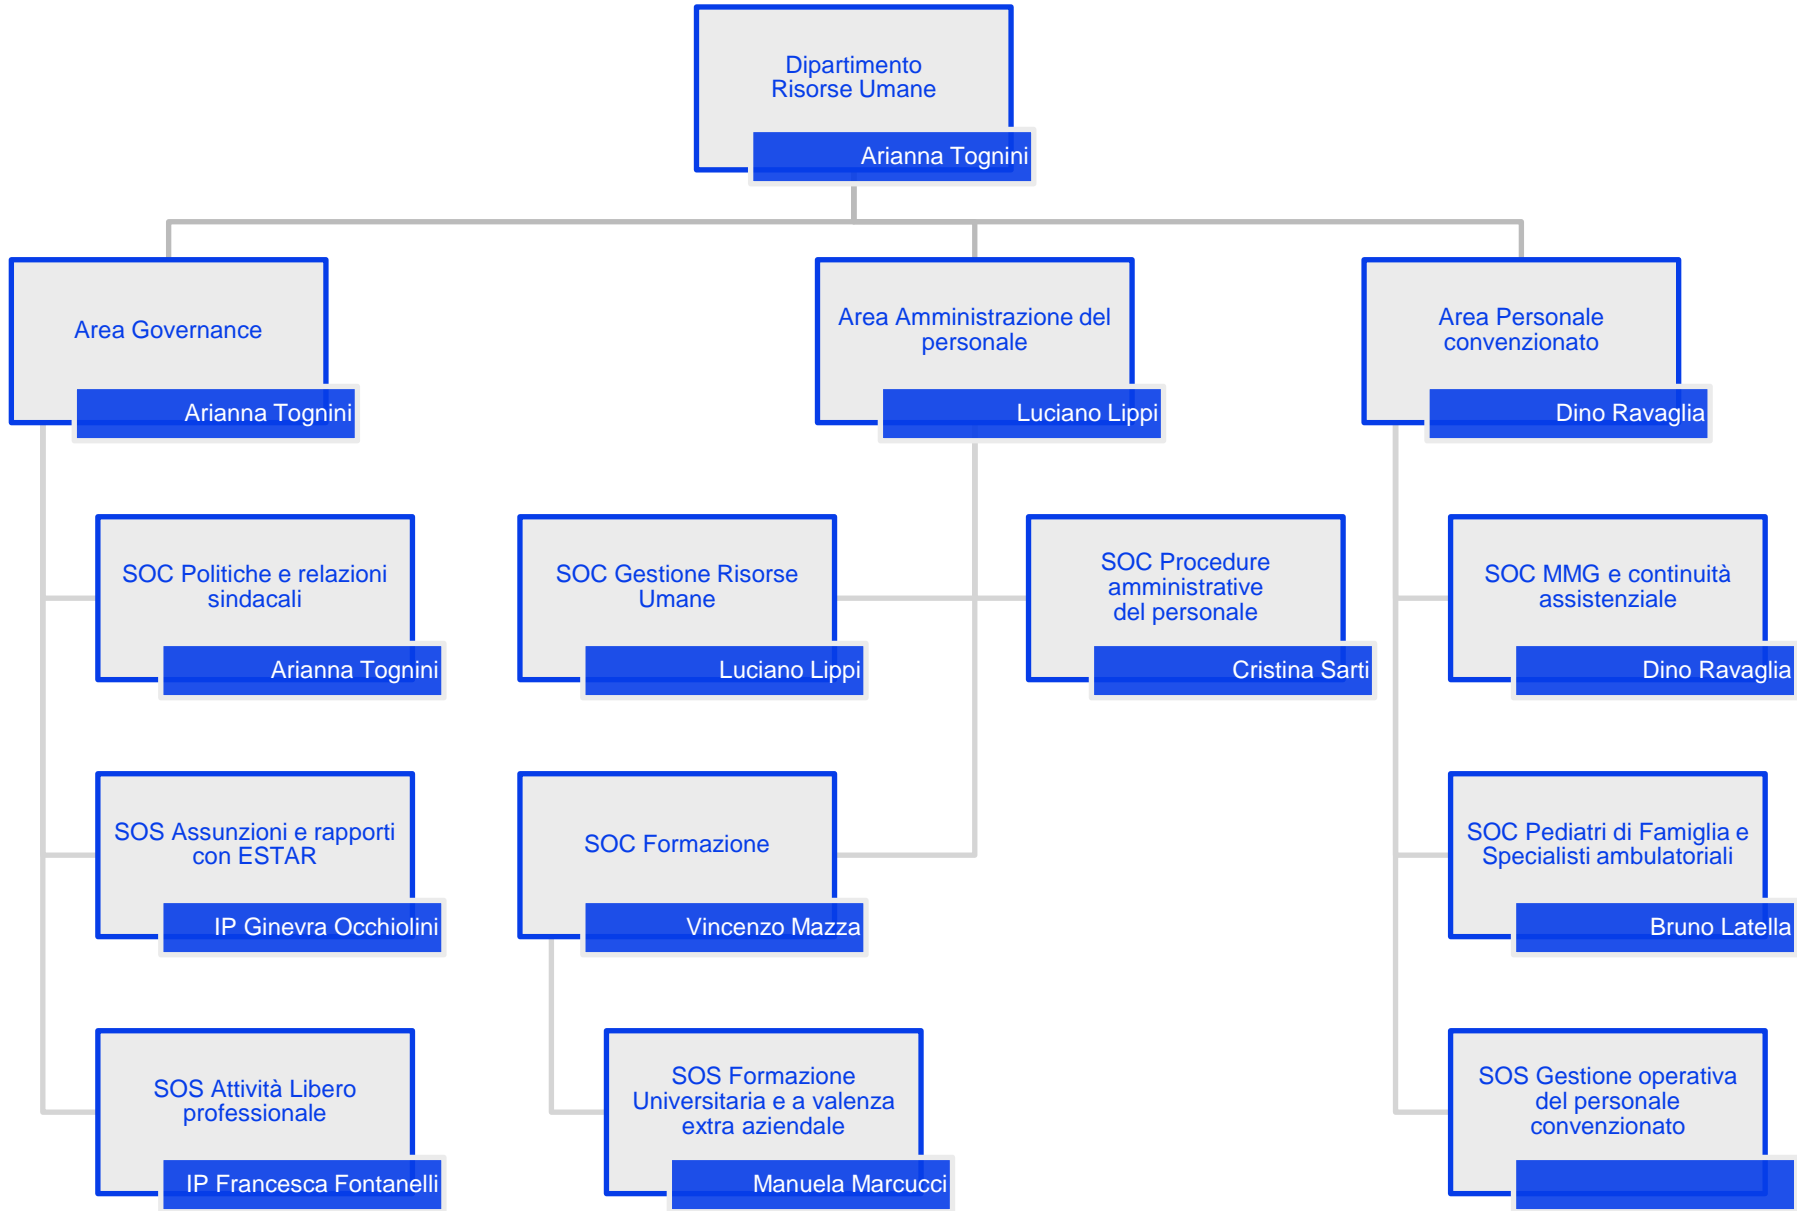 Dipartimento
Risorse Umane
Arianna Tognini
Area Governance
Arianna Tognini
Area Amministrazione del
personale
Luciano Lippi
Area Personale
convenzionato
Dino Ravaglia
SOC Politiche e relazioni
sindacali
Arianna Tognini
SOC Gestione Risorse
Umane
Luciano Lippi
SOC Procedure
amministrative
del personale
Cristina Sarti
SOC MMG e continuità
assistenziale
Dino Ravaglia
SOS Assunzioni e rapporti
con ESTAR
IP Ginevra Occhiolini
SOC Formazione
Vincenzo Mazza
SOC Pediatri di Famiglia e
Specialisti ambulatoriali
Bruno Latella
SOS Attività Libero
professionale
IP Francesca Fontanelli
SOS Formazione
Universitaria e a valenza
extra aziendale
Manuela Marcucci
SOS Gestione operativa
del personale
convenzionato